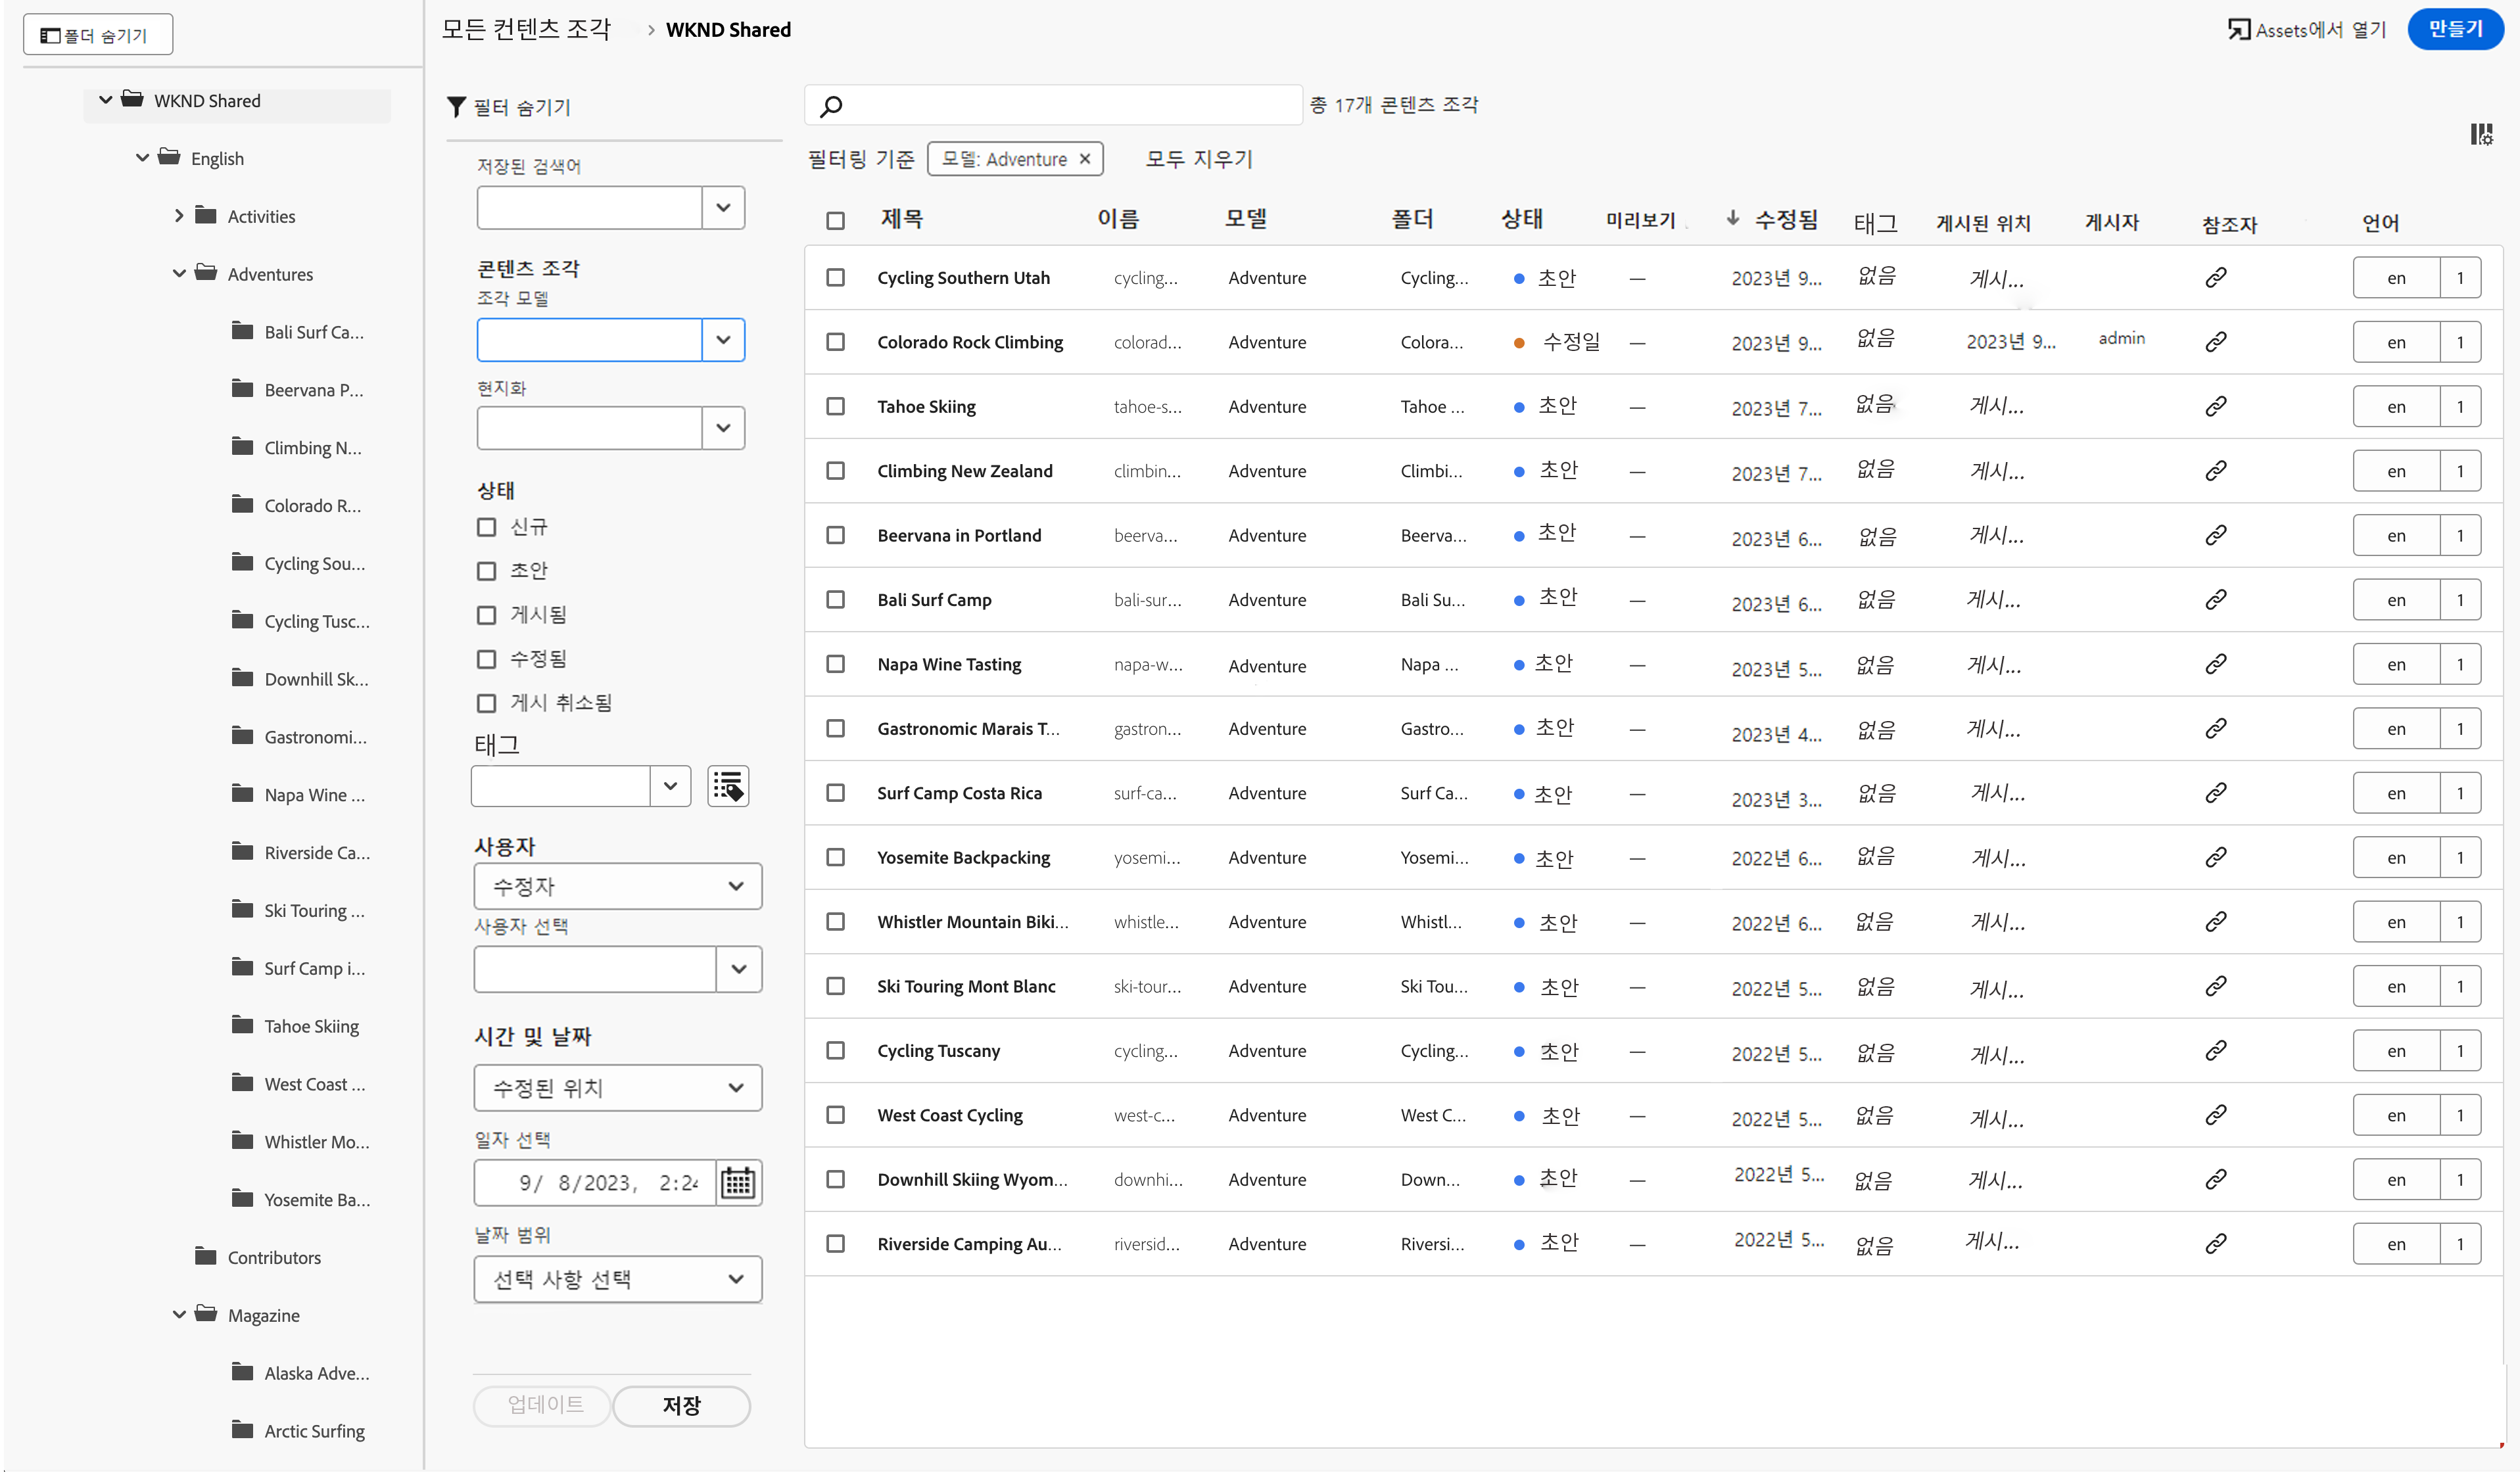 폴더 숨기기
모든 컨텐츠 조각 > WKND Shared
Assets에서 열기
만들기
WKND Shared
English
Activities
Adventures
Bali Surf Ca...
Beervana P...
Climbing N...
Colorado R...
Cycling Sou...
Cycling Tusc...
Downhill Sk...
Gastronomi...
Napa Wine ...
Riverside Ca...
Ski Touring ...
Surf Camp i...
Tahoe Skiing
West Coast ...
Whistler Mo...
Yosemite Ba...
Contributors
Magazine
Alaska Adve...
Arctic Surfing
필터 숨기기
저장된 검색어
콘텐츠 조각
조각 모델
현지화
상태
신규
초안
게시됨
수정됨
게시 취소됨
태그
사용자
수정자
사용자 선택
시간 및 날짜
수정된 위치
일자 선택
9/ 8/2023, 2:24
날짜 범위
선택 사항 선택
업데이트
저장
총 17개 콘텐츠 조각
필터링 기준 모델: Adventure × 모두 지우기
제목 이름 모델 폴더 상태 미리보기 수정됨 태그 게시된 위치 게시자 참조자 언어
Cycling Southern Utah cycling... Adventure Cycling... 초안 — 2023년 9... 없음 게시... en 1
Colorado Rock Climbing colorad... Adventure Colora... 수정일 — 2023년 9... 없음 2023년 9... admin en 1
Tahoe Skiing tahoe-s... Adventure Tahoe ... 초안 — 2023년 7... 없음 게시... en 1
Climbing New Zealand climbin... Adventure Climbi... 초안 — 2023년 7... 없음 게시... en 1
Beervana in Portland beerva... Adventure Beerva... 초안 — 2023년 6... 없음 게시... en 1
Bali Surf Camp bali-sur... Adventure Bali Su... 초안 — 2023년 6... 없음 게시... en 1
Napa Wine Tasting napa-w... Adventure Napa ... 초안 — 2023년 5... 없음 게시... en 1
Gastronomic Marais T... gastron... Adventure Gastro... 초안 — 2023년 4... 없음 게시... en 1
Surf Camp Costa Rica surf-ca... Adventure Surf Ca... 초안 — 2023년 3... 없음 게시... en 1
Yosemite Backpacking yosemi... Adventure Yosemi... 초안 — 2022년 6... 없음 게시... en 1
Whistler Mountain Biki... whistle... Adventure Whistl... 초안 — 2022년 6... 없음 게시... en 1
Ski Touring Mont Blanc ski-tour... Adventure Ski Tou... 초안 — 2022년 5... 없음 게시... en 1
Cycling Tuscany cycling... Adventure Cycling... 초안 — 2022년 5... 없음 게시... en 1
West Coast Cycling west-c... Adventure West C... 초안 — 2022년 5... 없음 게시... en 1
Downhill Skiing Wyom... downhi... Adventure Down... 초안 — 2022년 5... 없음 게시... en 1
Riverside Camping Au... riversid... Adventure Riversi... 초안 — 2022년 5... 없음 게시... en 1